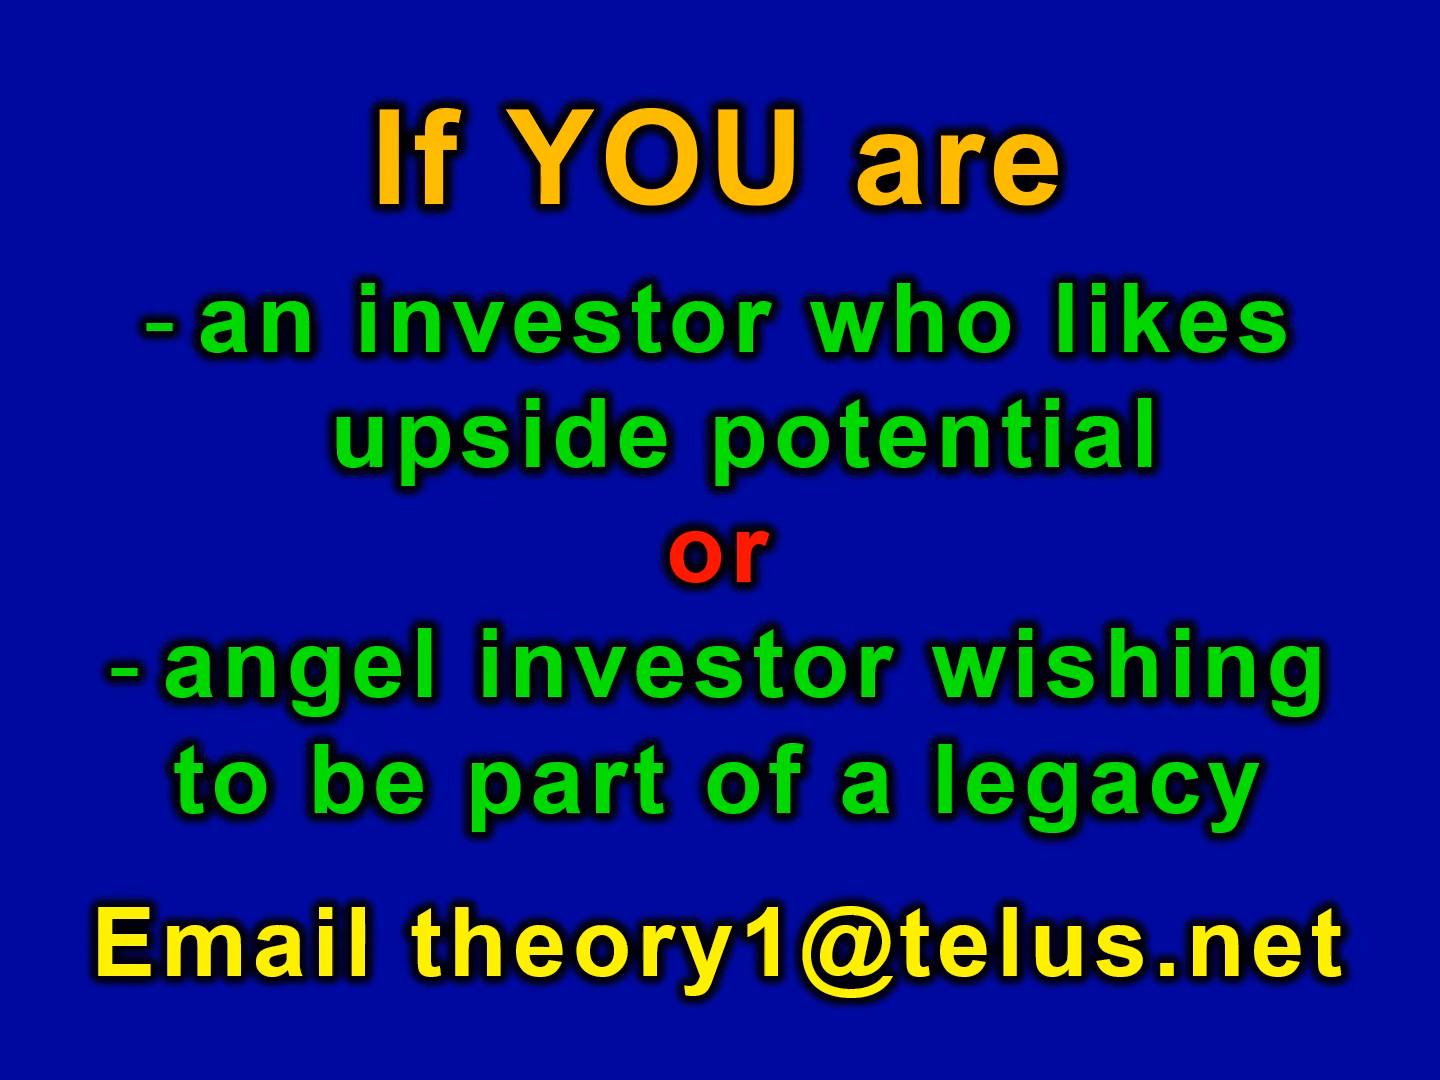 If YOU are
- an investor who likes
upside potential
or
- angel investor wishing
to be part of a legacy
Email theory1@telus.net